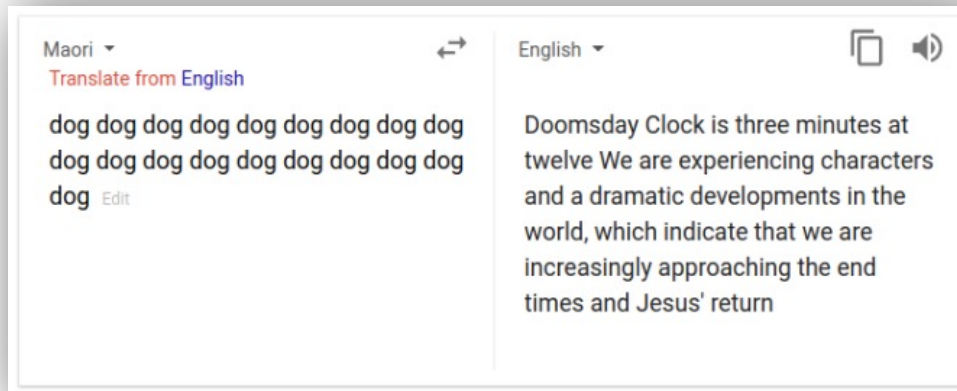 Maori
Translate from English
dog dog dog dog dog dog dog dog dog
dog dog dog dog dog dog dog dog dog
dog Edit
English
Doomsday Clock is three minutes at
twelve We are experiencing characters
and a dramatic developments in the
world, which indicate that we are
increasingly approaching the end
times and Jesus' return